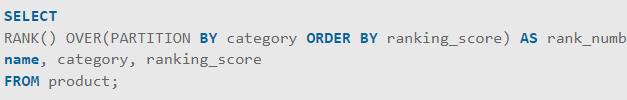 SELECT
RANK() OVER(PARTITION BY category ORDER BY ranking_score) AS rank_numb
name, category, ranking_score
FROM product;